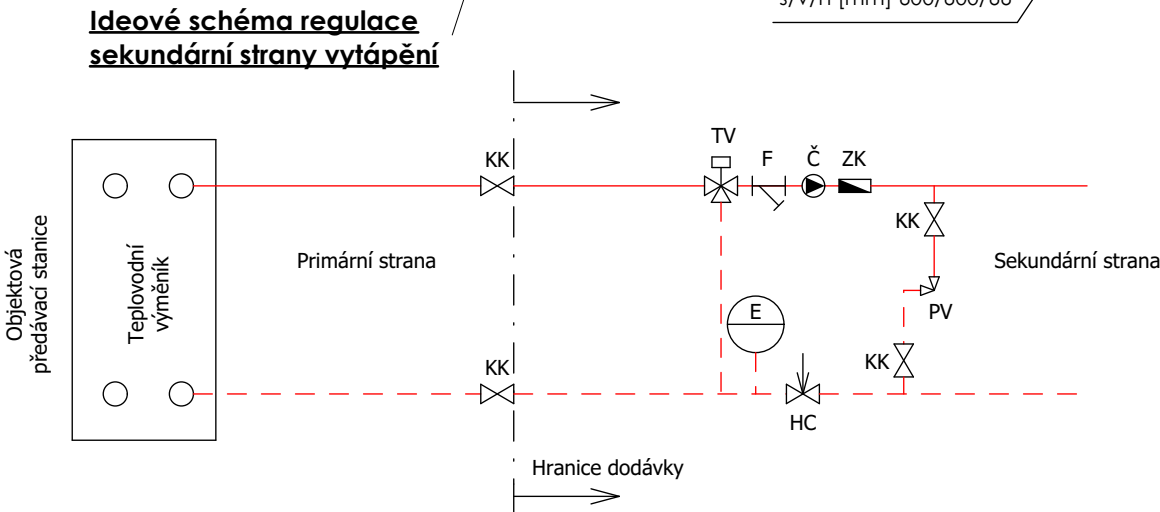 Ideové schéma regulace
sekundární strany vytápění
TV
F
Č
ZK
KK
KK
Objektová
předávací stanice
Teplovodní
výměník
Primární strana
Sekundární strana
E
PV
KK
KK
HC
Hranice dodávky